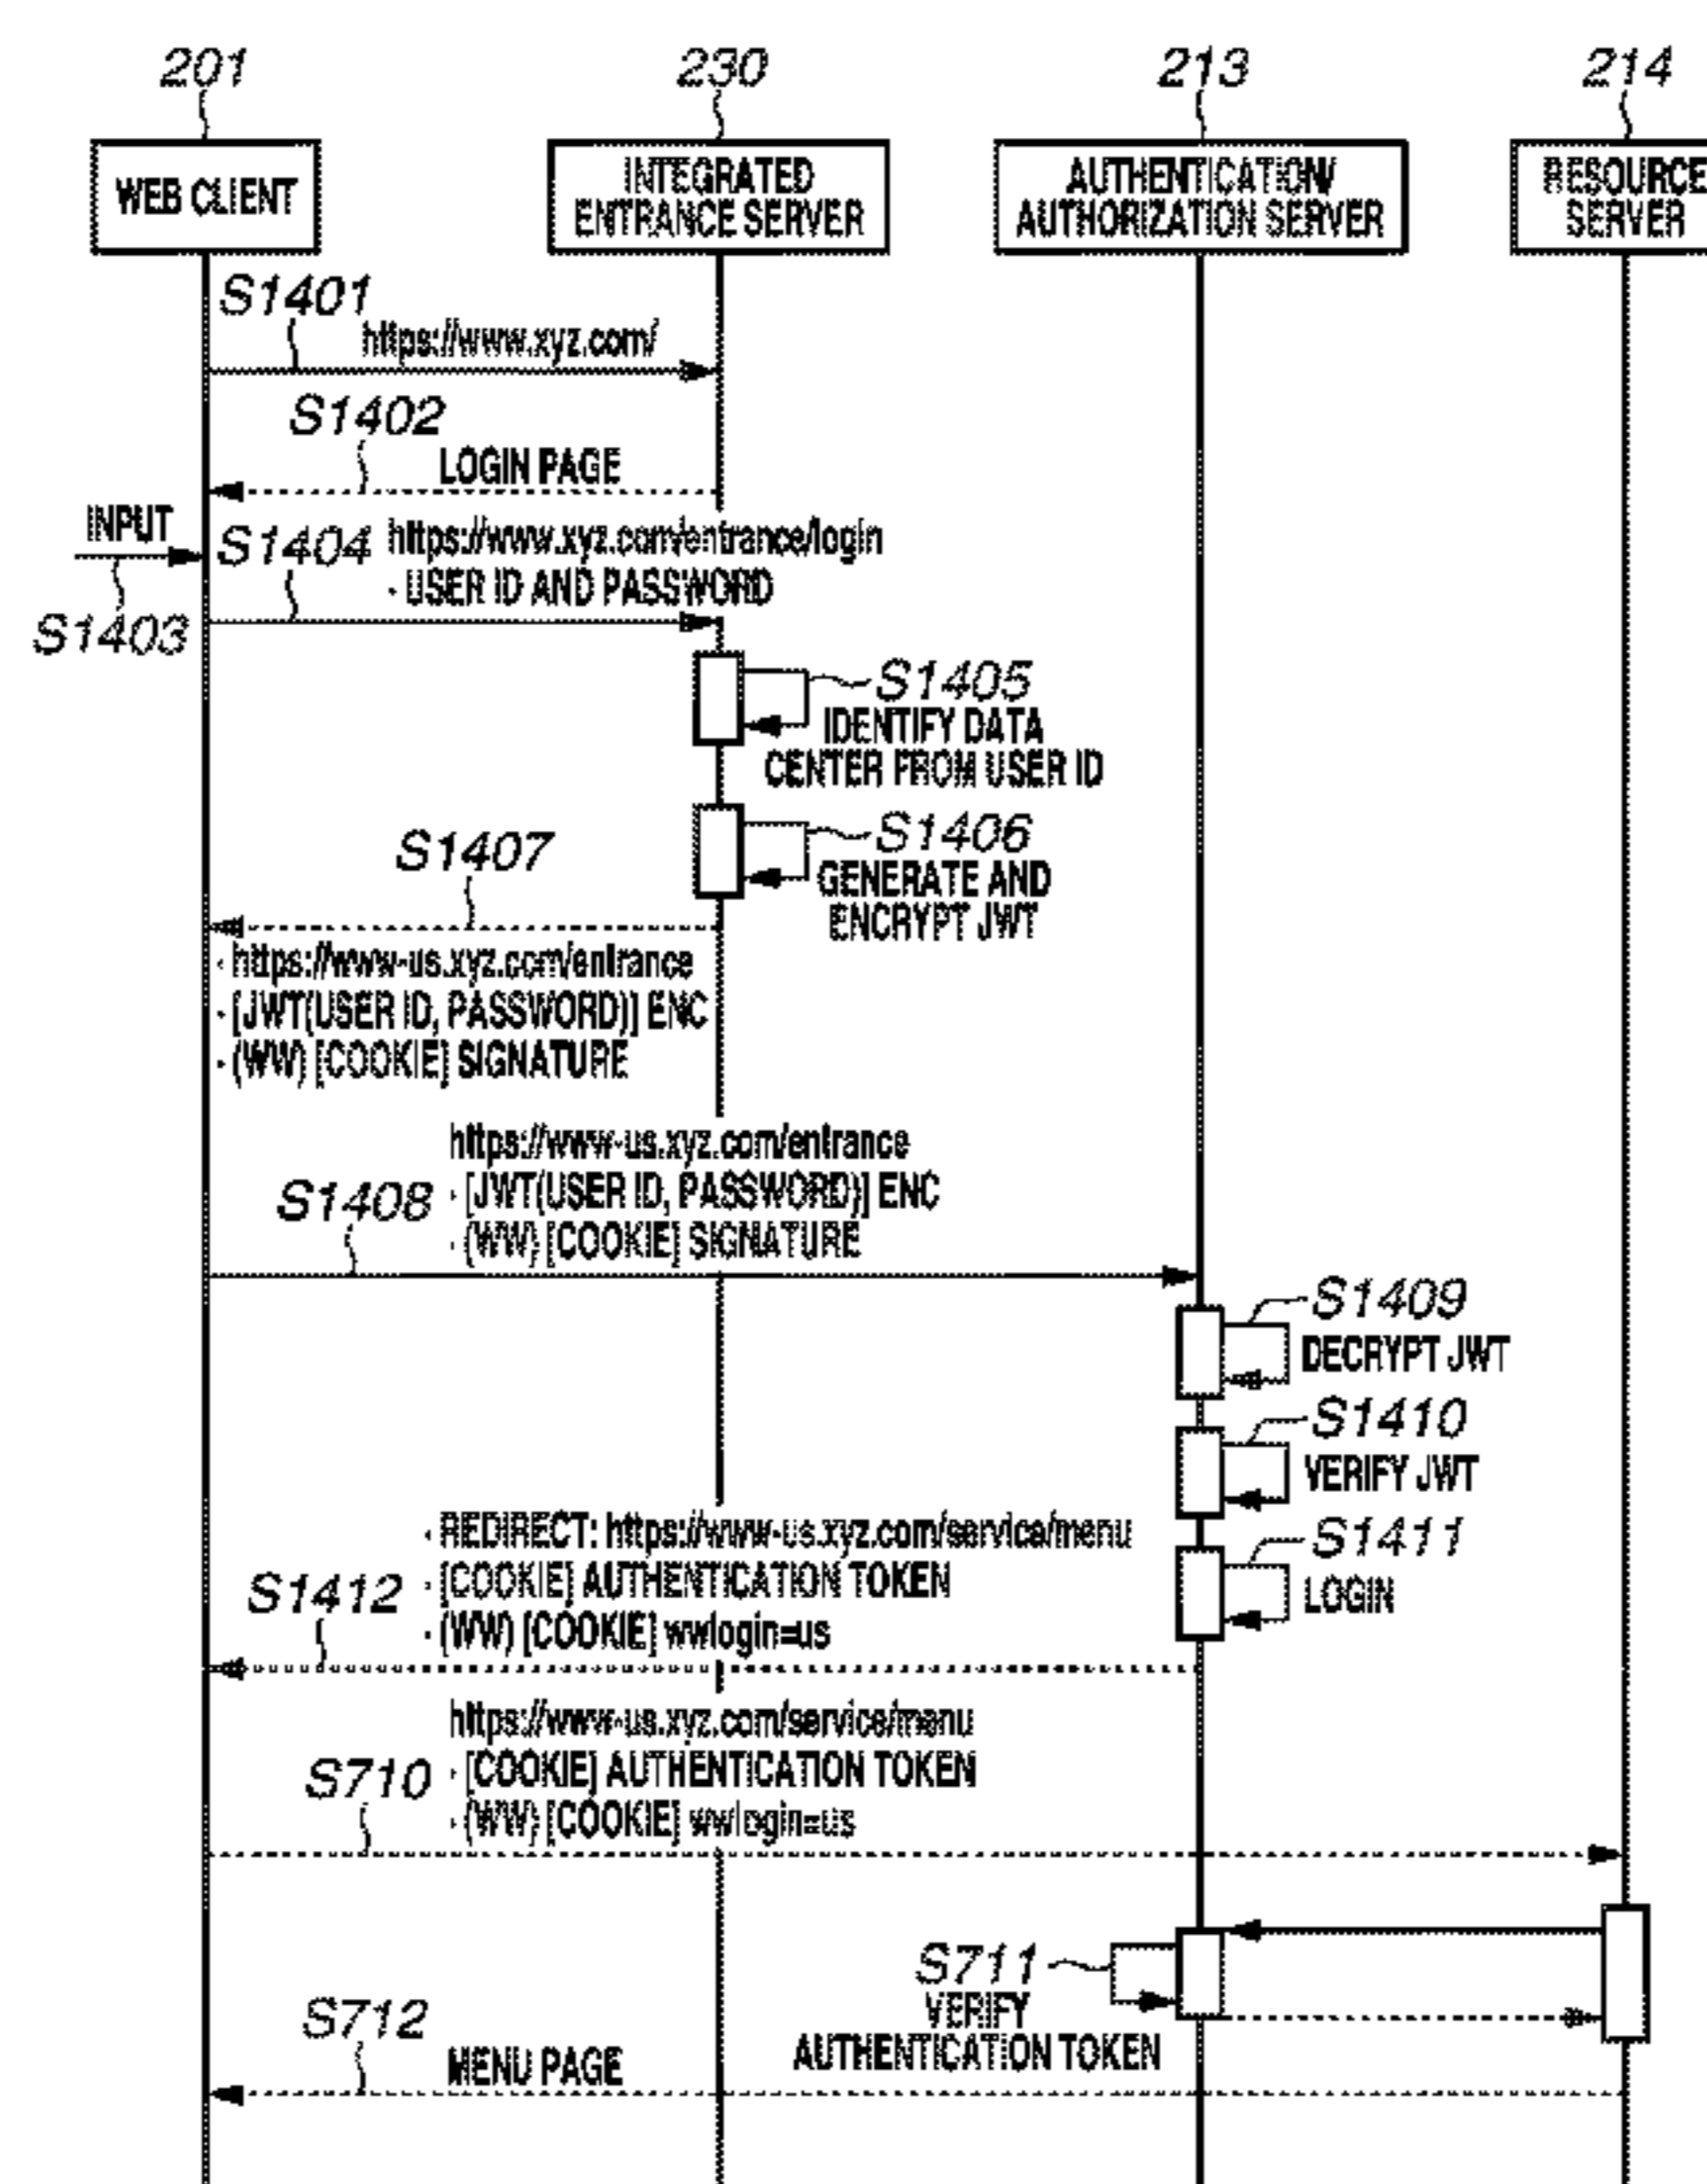 201
230
213
214
WEB CLIENT
INTEGRATED
ENTRANCE SERVER
AUTHENTICATION/
AUTHORIZATION SERVER
RESOURCE
SERVER
S1401
https://www.xyz.com/
S1402
LOGIN PAGE
INPUT
S1403
S1404
https://www.xyz.com/entrance/login
· USER ID AND PASSWORD
S1405
IDENTIFY DATA
CENTER FROM USER ID
S1406
GENERATE AND
ENCRYPT JWT
S1407
· https://www-us.xyz.com/entrance
· [JWT(USER ID, PASSWORD)] ENC
· (WW) [COOKIE] SIGNATURE
S1408
https://www-us.xyz.com/entrance
· [JWT(USER ID, PASSWORD)] ENC
· (WW) [COOKIE] SIGNATURE
S1409
DECRYPT JWT
S1410
VERIFY JWT
S1411
LOGIN
S1412
· REDIRECT: https://www-us.xyz.com/service/menu
· [COOKIE] AUTHENTICATION TOKEN
· (WW) [COOKIE] wwlogin=us
S710
https://www-us.xyz.com/service/menu
· [COOKIE] AUTHENTICATION TOKEN
· (WW) [COOKIE] wwlogin=us
S711
VERIFY
AUTHENTICATION TOKEN
S712
MENU PAGE